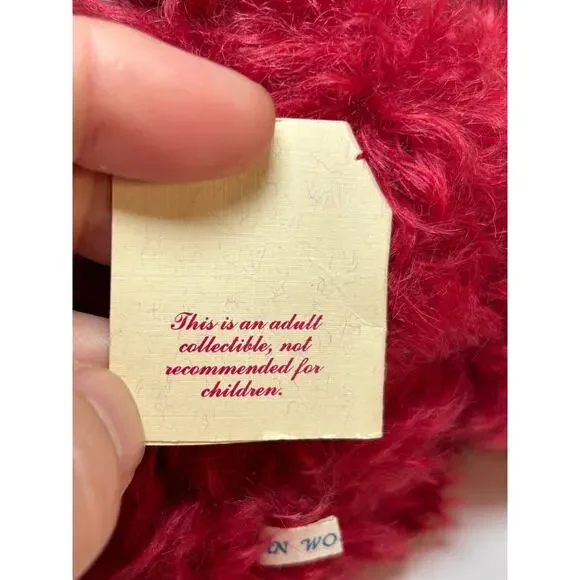 This is an adult
collectible, not
recommended for
children.